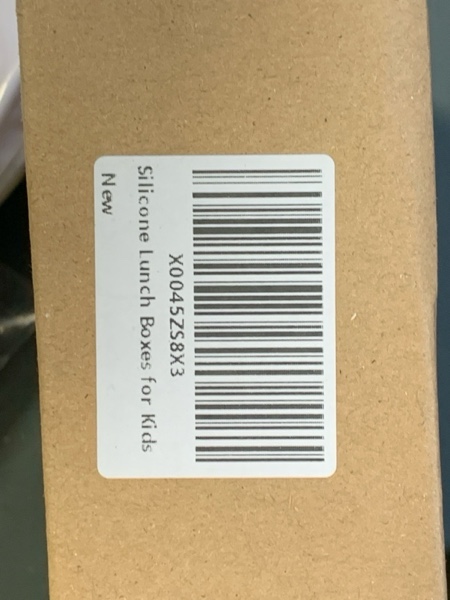 X0045ZS8X3
Silicone Lunch Boxes for Kids
New